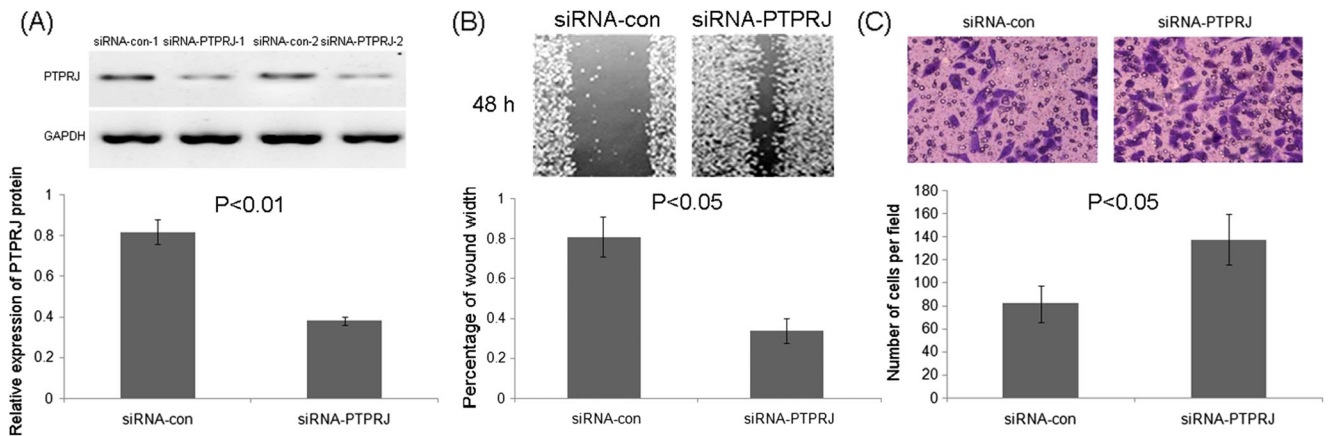 (A)
siRNA-con-1 siRNA-PTPRJ-1 siRNA-con-2 siRNA-PTPRJ-2
PTPRJ
GAPDH
Relative expression of PTPRJ protein
1
0.8
0.6
0.4
0.2
0
P<0.01
siRNA-con siRNA-PTPRJ
(B)
siRNA-con siRNA-PTPRJ
48 h
Percentage of wound width
1
0.8
0.6
0.4
0.2
0
P<0.05
siRNA-con siRNA-PTPRJ
(C)
siRNA-con siRNA-PTPRJ
Number of cells per field
180
160
140
120
100
80
60
40
20
0
P<0.05
siRNA-con siRNA-PTPRJ